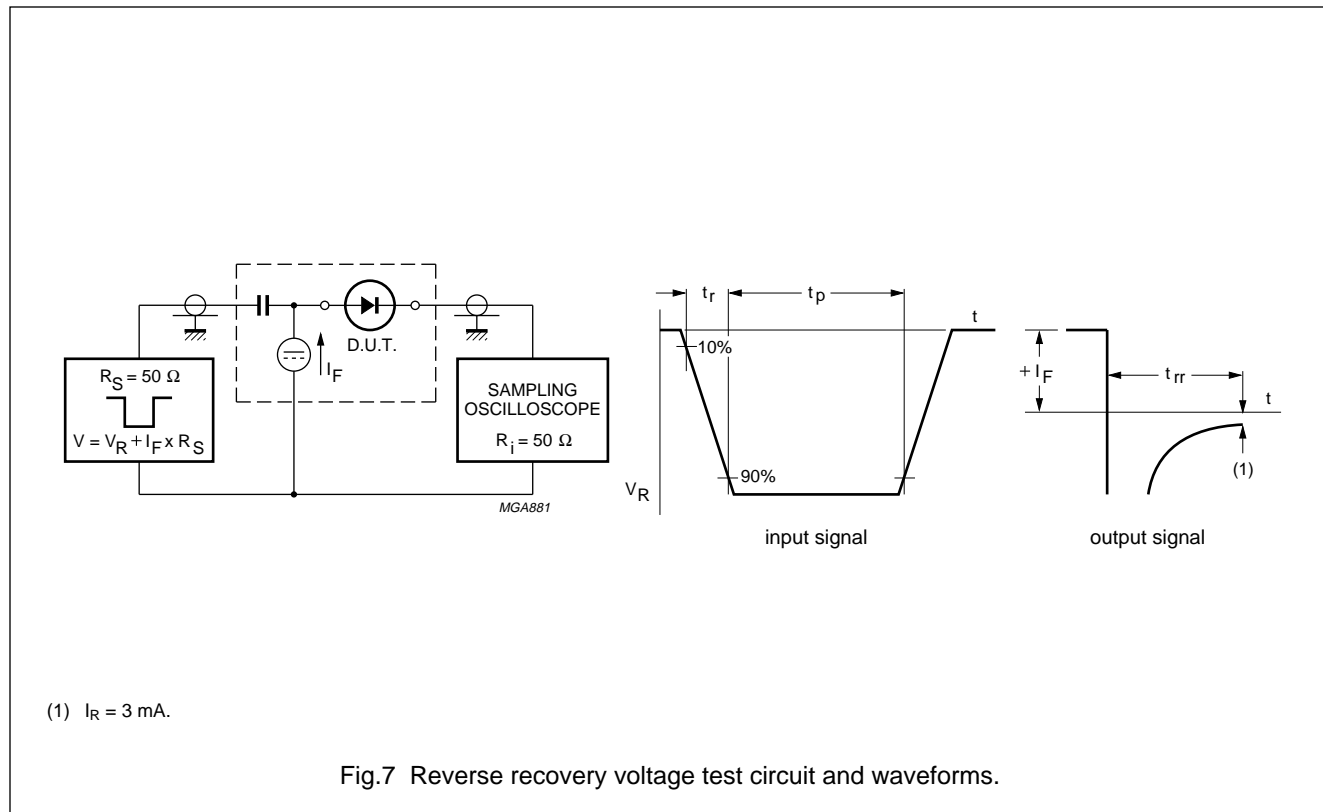 D.U.T.
I_F
R_S = 50 Ω
V = V_R + I_F x R_S
SAMPLING
OSCILLOSCOPE
R_i = 50 Ω
MGA881
t_r
t_p
t
10%
90%
V_R
input signal
+ I_F
t_rr
t
(1)
output signal
(1) I_R = 3 mA.
Fig.7 Reverse recovery voltage test circuit and waveforms.